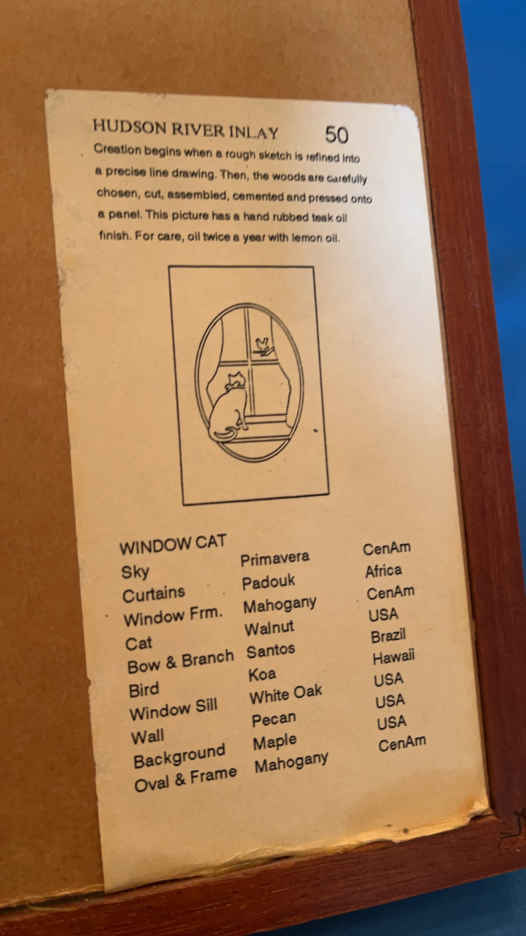 HUDSON RIVER INLAY 50
Creation begins when a rough sketch is refined into
a precise line drawing. Then, the woods are carefully
chosen, cut, assembled, cemented and pressed onto
a panel. This picture has a hand rubbed teak oil
finish. For care, oil twice a year with lemon oil.
WINDOW CAT
Sky Primavera CenAm
Curtains Padouk Africa
Window Frm. Mahogany CenAm
Cat Walnut USA
Bow & Branch Santos Brazil
Bird Koa Hawaii
Window Sill White Oak USA
Wall Pecan USA
Background Maple USA
Oval & Frame Mahogany CenAm